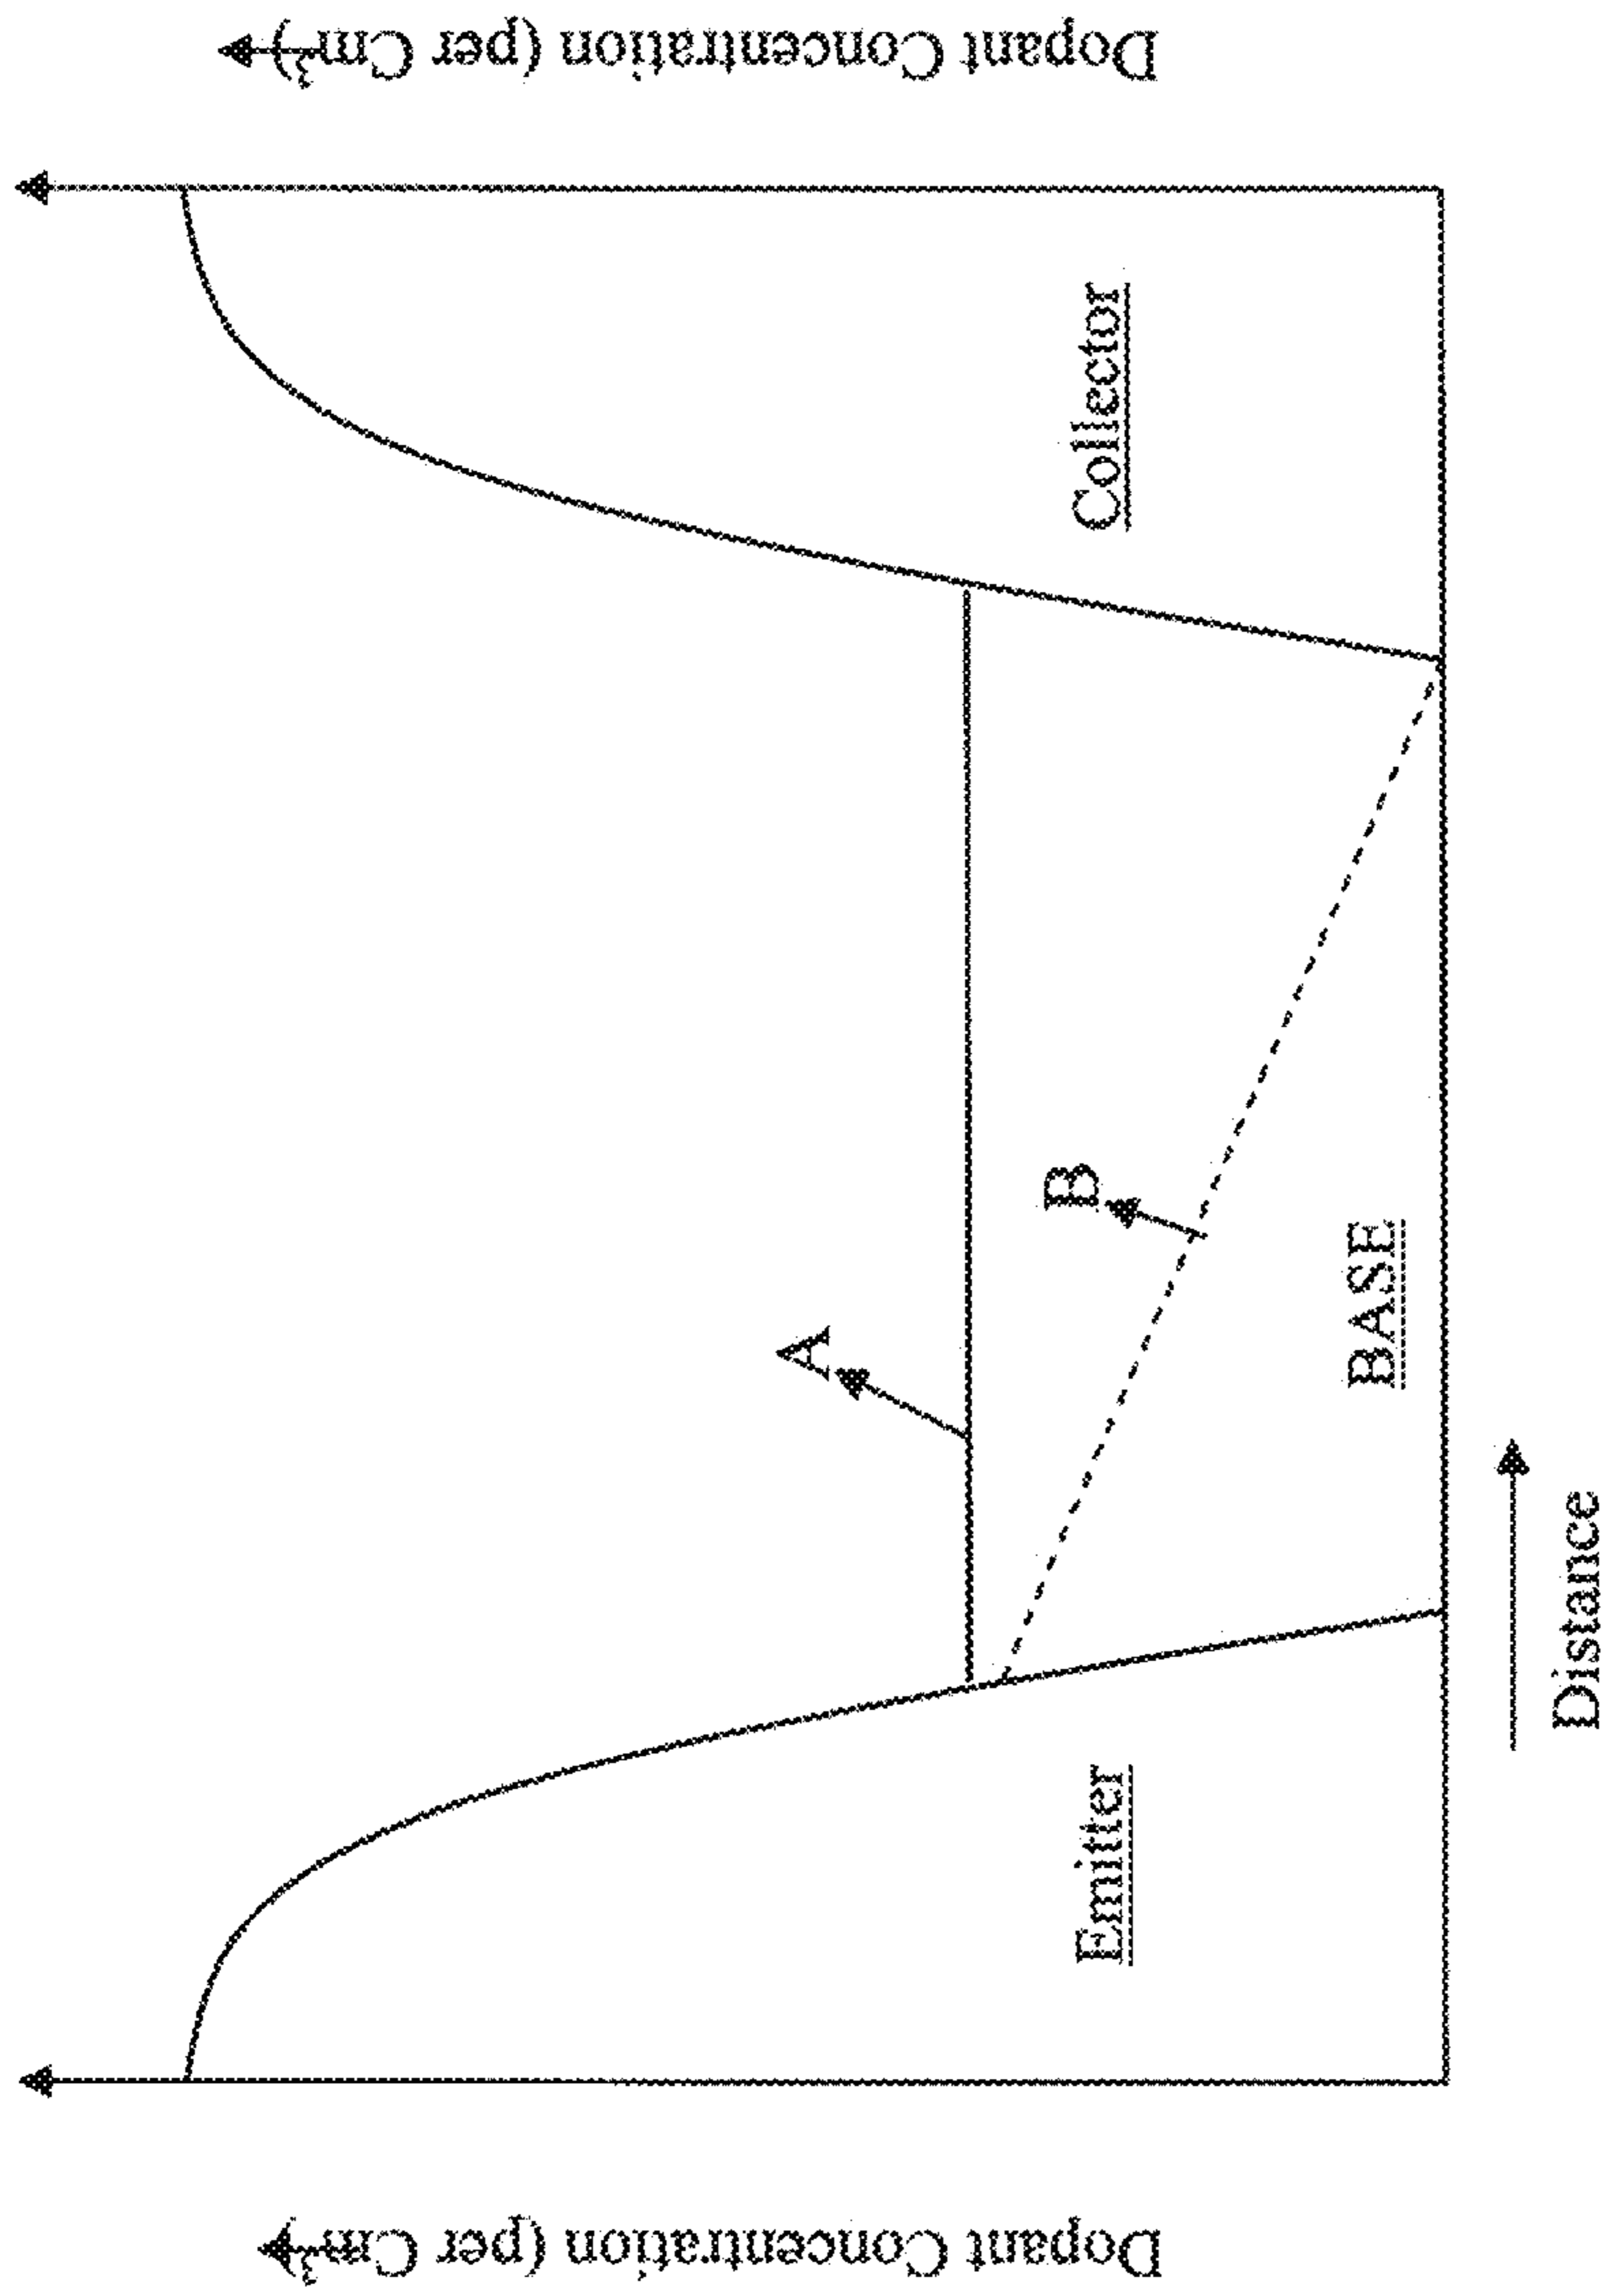 Dopant Concentration (per Cm³)
A
B
Emitter
BASE
Collector
Distance
Dopant Concentration (per Cm³)